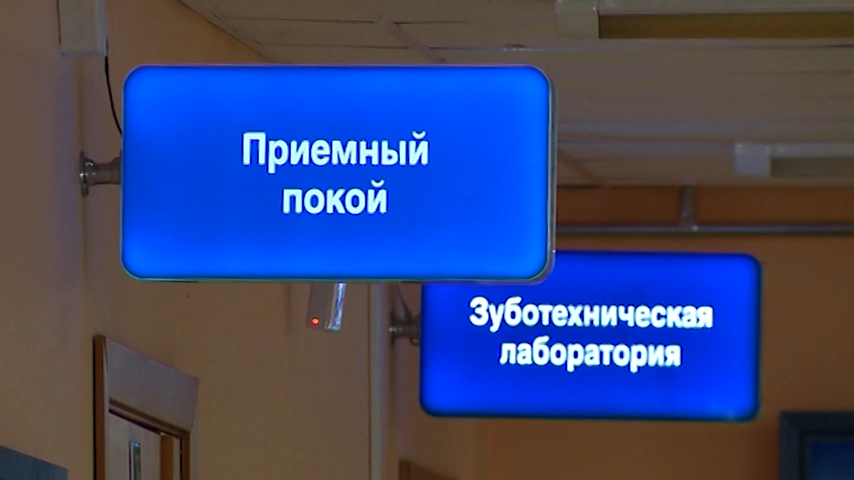 Приемный
покой
Зуботехническая
лаборатория